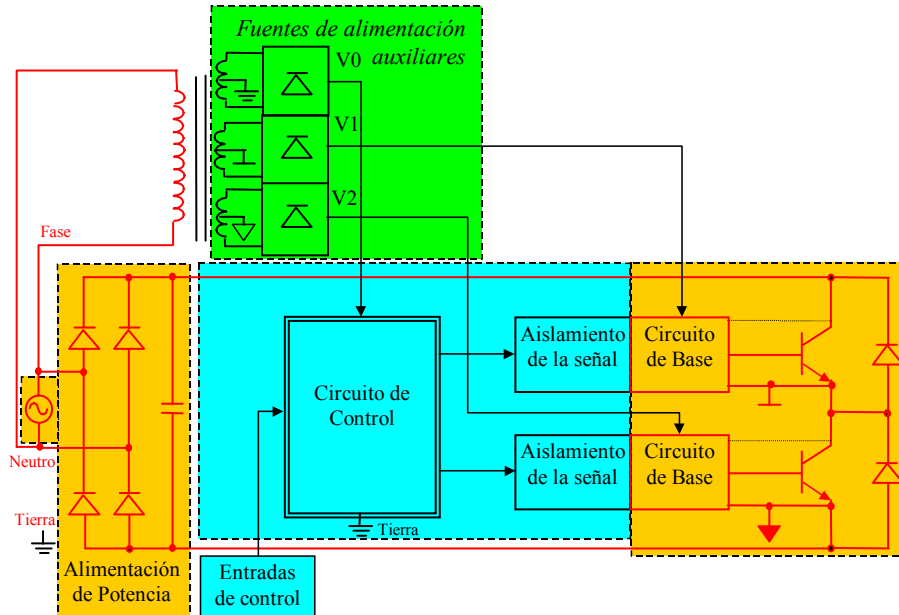 Fuentes de alimentación
auxiliares
V0
V1
V2
Fase
Circuito de
Control
Aislamiento
de la señal
Circuito
de Base
Aislamiento
de la señal
Circuito
de Base
Neutro
Tierra
Tierra
Alimentación
de Potencia
Entradas
de control